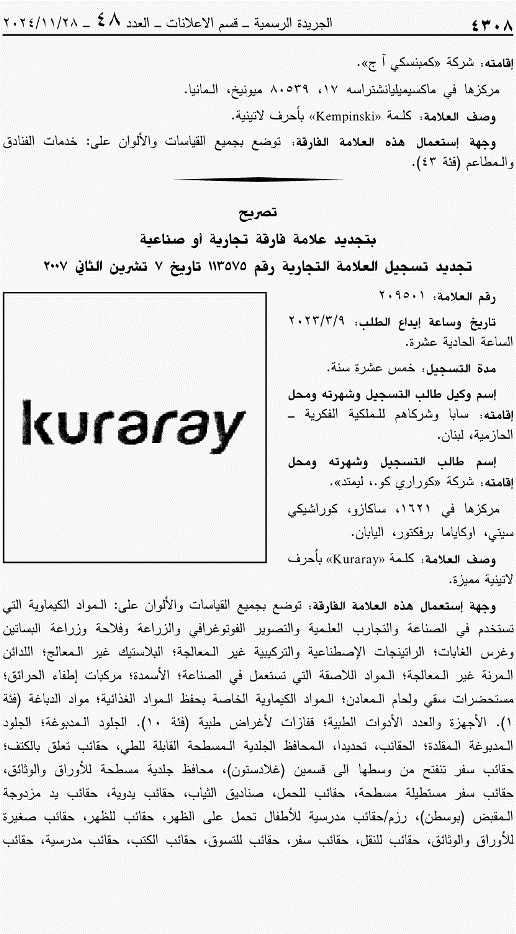 ٤٣٠٨ الجريدة الرسمية ـ قسم الاعلانات ـ العدد ٤٨ ـ ٢٠٢٤/١١/٢٨
إقامته: شركة «كمبنسكي آ ج».
مركزها في ماكسيميليانشتراسه ١٧، ٨٠٥٣٩ ميونيخ، المانيا.
وصف العلامة: كلمة «Kempinski» بأحرف لاتينية.
وجهة إستعمال هذه العلامة الفارقة: توضع بجميع القياسات والألوان على: خدمات الفنادق
والمطاعم (فئة ٤٣).
تصريح
بتجديد علامة فارقة تجارية أو صناعية
تجديد تسجيل العلامة التجارية رقم ١١٣٥٧٥ تاريخ ٧ تشرين الثاني ٢٠٠٧
رقم العلامة: ٢٠٩٥٠١
تاريخ وساعة إيداع الطلب: ٢٠٢٣/٣/٩
الساعة الحادية عشرة.
مدة التسجيل: خمس عشرة سنة.
إسم وكيل طالب التسجيل وشهرته ومحل
إقامته: سابا وشركاهم للملكية الفكرية ـ
الحازمية، لبنان.
إسم طالب التسجيل وشهرته ومحل
إقامته: شركة «كوراري كو.، ليمتد».
مركزها في ١٦٢١، ساكازو، كوراشيكي
سيتي، اوكاياما برفكتور، اليابان.
وصف العلامة: كلمة «Kuraray» بأحرف
لاتينية مميزة.
kuraray
وجهة إستعمال هذه العلامة الفارقة: توضع بجميع القياسات والألوان على: المواد الكيماوية التي
تستخدم في الصناعة والتجارب العلمية والتصوير الفوتوغرافي والزراعة وفلاحة وزراعة البساتين
وغرس الغابات؛ الراتينجات الإصطناعية والتركيبية غير المعالجة؛ البلاستيك غير المعالج؛ اللدائن
المرنة غير المعالجة؛ المواد اللاصقة التي تستعمل في الصناعة؛ الأسمدة؛ مركبات إطفاء الحرائق؛
مستحضرات سقي ولحام المعادن؛ المواد الكيماوية الخاصة بحفظ المواد الغذائية؛ مواد الدباغة (فئة
١). الأجهزة والعدد الأدوات الطبية؛ قفازات لأغراض طبية (فئة ١٠). الجلود المدبوغة؛ الجلود
المدبوغة المقلدة؛ الحقائب، تحديدا، المحافظ الجلدية المسطحة القابلة للطي، حقائب تعلق بالكتف؛
حقائب سفر تنفتح من وسطها الى قسمين (غلادستون)، محافظ جلدية مسطحة للأوراق والوثائق،
حقائب سفر مستطيلة مسطحة، حقائب للحمل، صناديق الثياب، حقائب يدوية، حقائب يد مزدوجة
المقبض (بوسطن)، رزم/حقائب مدرسية للأطفال تحمل على الظهر، حقائب للظهر، حقائب صغيرة
للأوراق والوثائق، حقائب للنقل، حقائب سفر، حقائب للتسوق، حقائب الكتب، حقائب مدرسية، حقائب